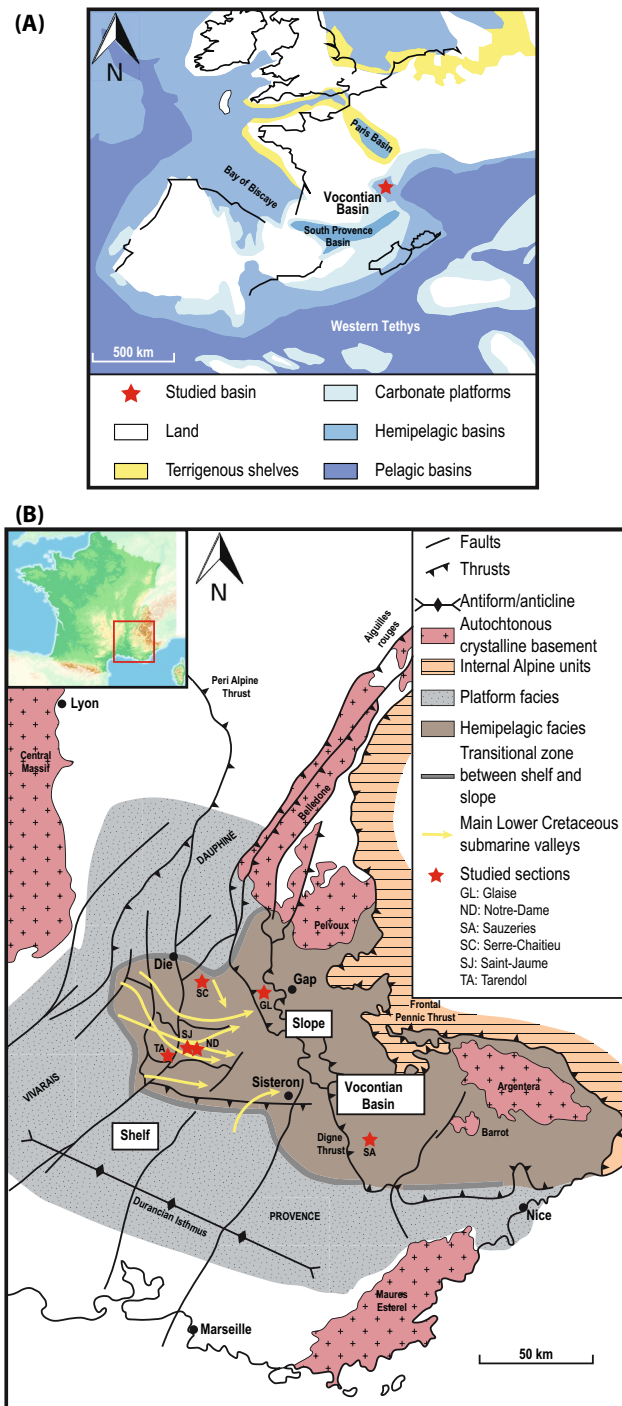 (A)
N
Paris Basin
Bay of Biscaye
Vocontian
Basin
South Provence
Basin
Western Tethys
500 km
Studied basin
Carbonate platforms
Land
Hemipelagic basins
Terrigenous shelves
Pelagic basins
(B)
N
Faults
Thrusts
Antiform/anticline
Autochtonous
crystalline basement
Internal Alpine units
Platform facies
Hemipelagic facies
Transitional zone
between shelf and
slope
Main Lower Cretaceous
submarine valleys
Studied sections
GL: Glaise
ND: Notre-Dame
SA: Sauzeries
SC: Serre-Chaitieu
SJ: Saint-Jaume
TA: Tarendol
Aiguilles
rouges
Peri Alpine
Thrust
Lyon
Central
Massif
Belledone
DAUPHINÉ
Pelvoux
Die
SC
Gap
GL
Slope
Frontal
Pennic Thrust
SJ
ND
TA
Argentera
Sisteron
Vocontian
Basin
VIVARAIS
Barrot
Shelf
Digne
Thrust
SA
Durancian Isthmus
PROVENCE
Nice
Maures
Esterel
Marseille
50 km